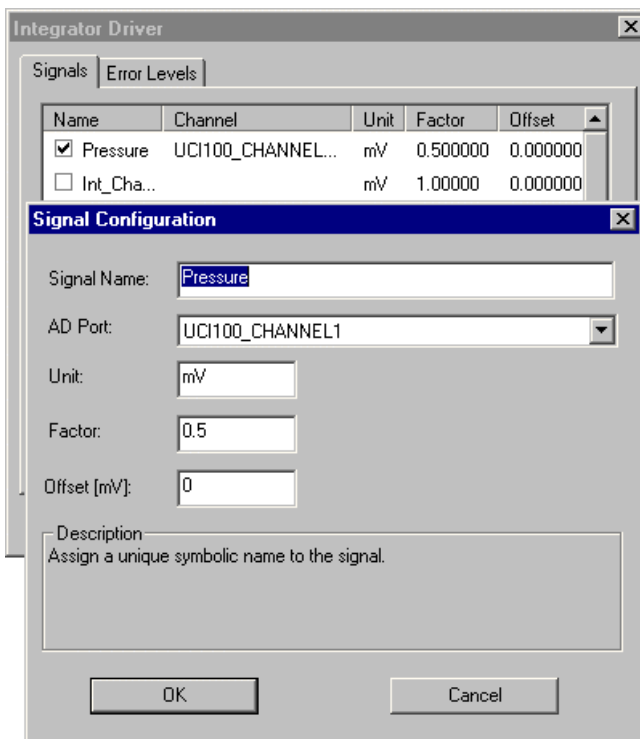 Integrator Driver
Signals Error Levels
Name Channel Unit Factor Offset
Pressure UCI100_CHANNEL... mV 0.500000 0.000000
Int_Cha... mV 1.00000 0.000000
Signal Configuration
Signal Name: Pressure
AD Port: UCI100_CHANNEL1
Unit: mV
Factor: 0.5
Offset [mV]: 0
Description
Assign a unique symbolic name to the signal.
OK Cancel